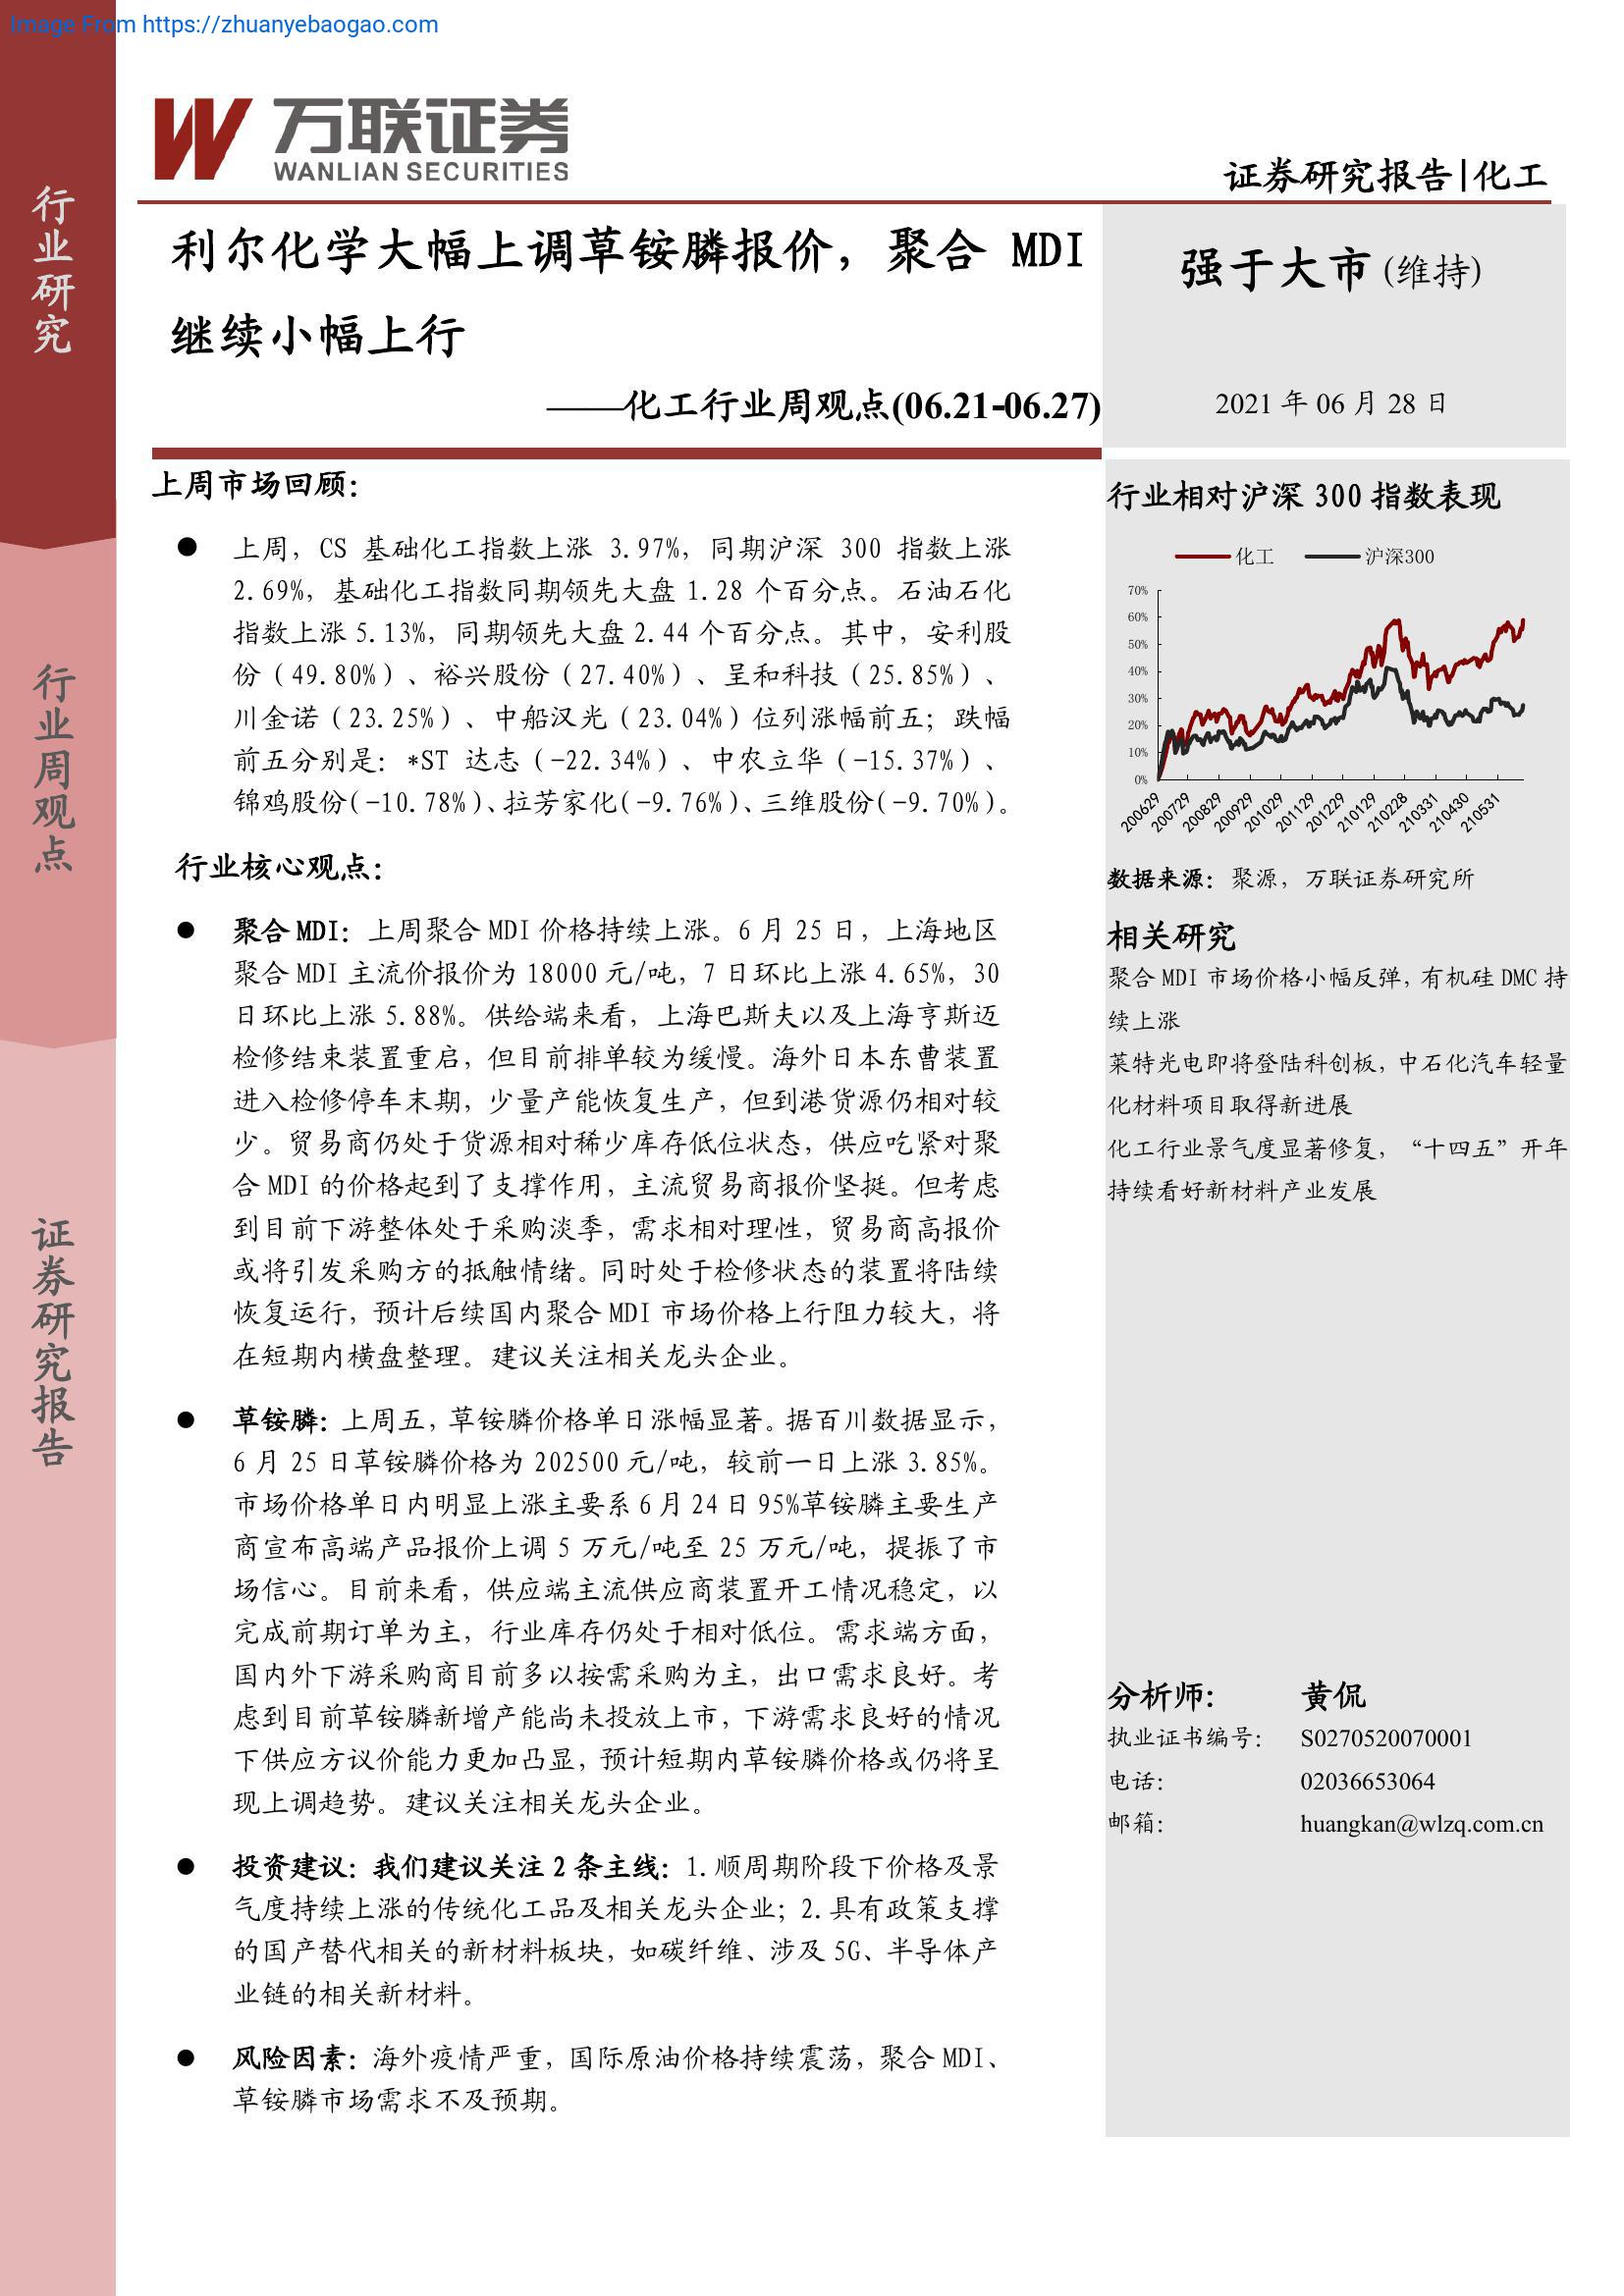 Image From https://zhuanyebaogao.com
万联证券
WANLIAN SECURITIES
证券研究报告|化工
行业研究
行业周观点
证券研究报告
利尔化学大幅上调草铵膦报价，聚合 MDI
继续小幅上行
——化工行业周观点(06.21-06.27)
强于大市(维持)
2021 年 06 月 28 日
上周市场回顾：
● 上周，CS 基础化工指数上涨 3.97%，同期沪深 300 指数上涨
2.69%，基础化工指数同期领先大盘 1.28 个百分点。石油石化
指数上涨 5.13%，同期领先大盘 2.44 个百分点。其中，安利股
份（49.80%）、裕兴股份（27.40%）、呈和科技（25.85%）、
川金诺（23.25%）、中船汉光（23.04%）位列涨幅前五；跌幅
前五分别是：*ST 达志（-22.34%）、中农立华（-15.37%）、
锦鸡股份(-10.78%)、拉芳家化(-9.76%)、三维股份(-9.70%)。
行业核心观点：
● 聚合 MDI：上周聚合 MDI 价格持续上涨。6 月 25 日，上海地区
聚合 MDI 主流价报价为 18000 元/吨，7 日环比上涨 4.65%，30
日环比上涨 5.88%。供给端来看，上海巴斯夫以及上海亨斯迈
检修结束装置重启，但目前排单较为缓慢。海外日本东曹装置
进入检修停车末期，少量产能恢复生产，但到港货源仍相对较
少。贸易商仍处于货源相对稀少库存低位状态，供应吃紧对聚
合 MDI 的价格起到了支撑作用，主流贸易商报价坚挺。但考虑
到目前下游整体处于采购淡季，需求相对理性，贸易商高报价
或将引发采购方的抵触情绪。同时处于检修状态的装置将陆续
恢复运行，预计后续国内聚合 MDI 市场价格上行阻力较大，将
在短期内横盘整理。建议关注相关龙头企业。
● 草铵膦：上周五，草铵膦价格单日涨幅显著。据百川数据显示，
6 月 25 日草铵膦价格为 202500 元/吨，较前一日上涨 3.85%。
市场价格单日内明显上涨主要系 6 月 24 日 95%草铵膦主要生产
商宣布高端产品报价上调 5 万元/吨至 25 万元/吨，提振了市
场信心。目前来看，供应端主流供应商装置开工情况稳定，以
完成前期订单为主，行业库存仍处于相对低位。需求端方面，
国内外下游采购商目前多以按需采购为主，出口需求良好。考
虑到目前草铵膦新增产能尚未投放上市，下游需求良好的情况
下供应方议价能力更加凸显，预计短期内草铵膦价格或仍将呈
现上调趋势。建议关注相关龙头企业。
● 投资建议：我们建议关注 2 条主线：1.顺周期阶段下价格及景
气度持续上涨的传统化工品及相关龙头企业；2.具有政策支撑
的国产替代相关的新材料板块，如碳纤维、涉及 5G、半导体产
业链的相关新材料。
● 风险因素：海外疫情严重，国际原油价格持续震荡，聚合 MDI、
草铵膦市场需求不及预期。
行业相对沪深 300 指数表现
化工 沪深300
70%
60%
50%
40%
30%
20%
10%
0%
200629 200729 200829 200929 201029 201129 201229 210129 210228 210331 210430 210531
数据来源：聚源，万联证券研究所
相关研究
聚合 MDI 市场价格小幅反弹，有机硅 DMC 持
续上涨
莱特光电即将登陆科创板，中石化汽车轻量
化材料项目取得新进展
化工行业景气度显著修复，“十四五”开年
持续看好新材料产业发展
分析师： 黄侃
执业证书编号： S0270520070001
电话： 02036653064
邮箱： huangkan@wlzq.com.cn